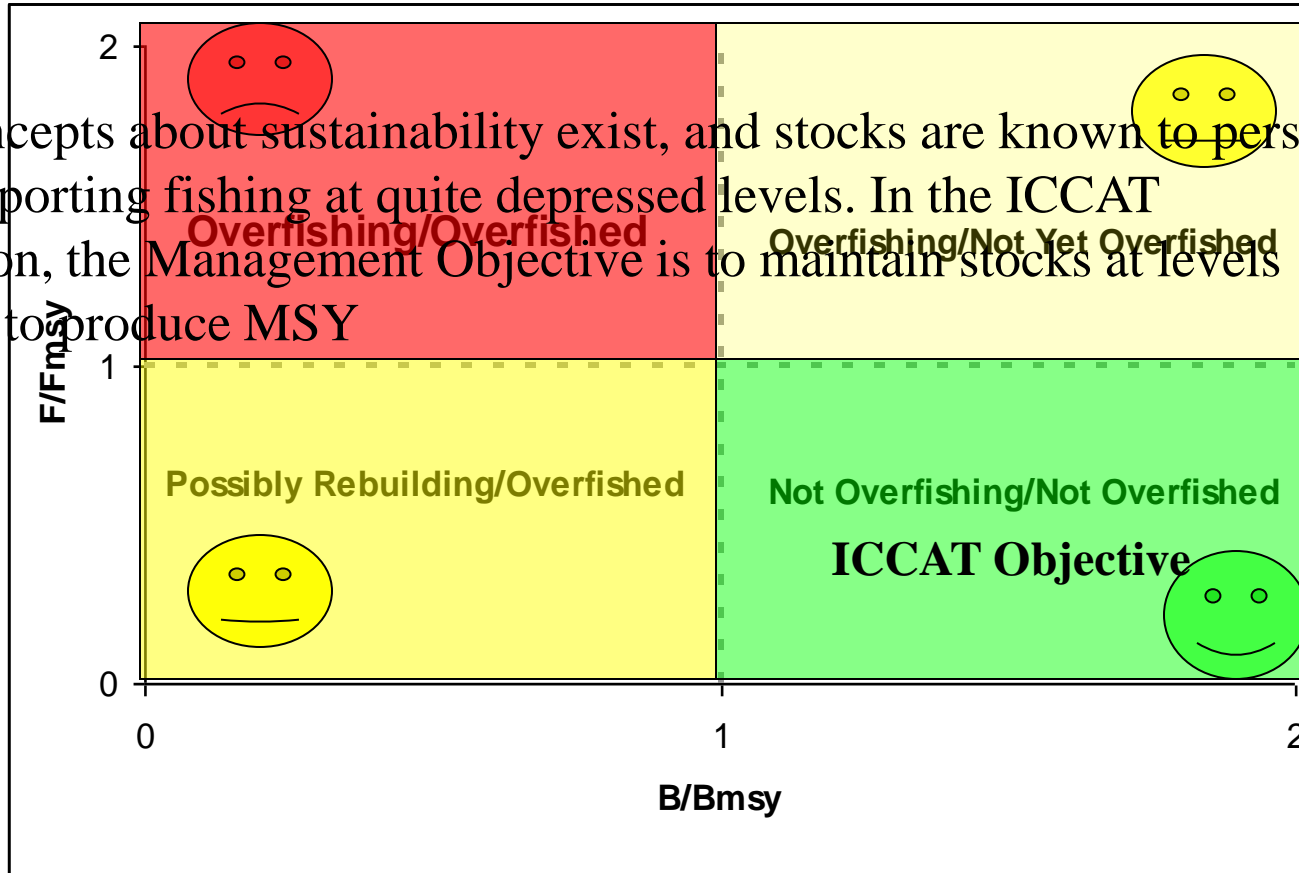 2
ncepts about sustainability exist, and stocks are known to pers
porting fishing at quite depressed levels. In the ICCAT
Overfishing/Overfished
Overfishing/Not Yet Overfished
on, the Management Objective is to maintain stocks at levels
to produce MSY
F/Fmsy
1
Possibly Rebuilding/Overfished
Not Overfishing/Not Overfished
ICCAT Objective
0
0 1 2
B/Bmsy